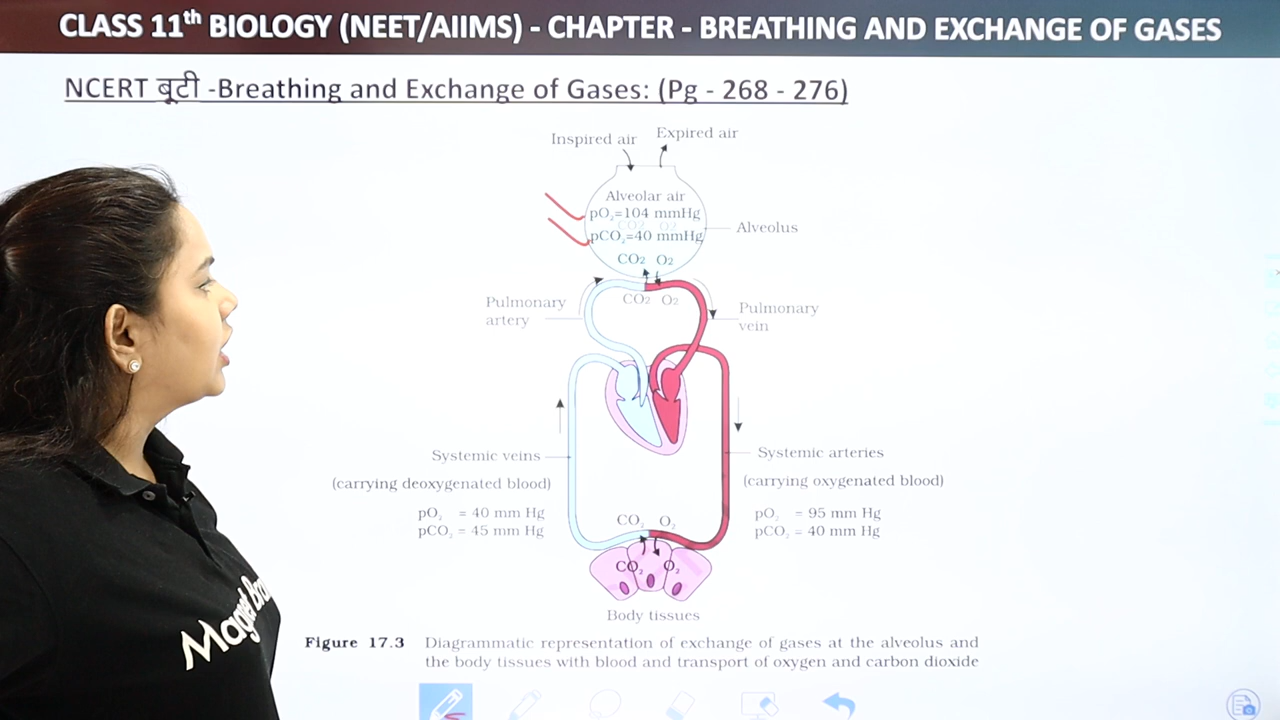 CLASS 11th BIOLOGY (NEET/AIIMS) - CHAPTER - BREATHING AND EXCHANGE OF GASES
NCERT बूटी -Breathing and Exchange of Gases: (Pg - 268 - 276)
Inspired air
Expired air
Alveolar air
pO₂=104 mmHg
CO2 O2
pCO₂=40 mmHg
Alveolus
CO2 O2
CO2 O2
Pulmonary artery
Pulmonary vein
Systemic veins
(carrying deoxygenated blood)
pO₂ = 40 mm Hg
pCO₂ = 45 mm Hg
Systemic arteries
(carrying oxygenated blood)
pO₂ = 95 mm Hg
pCO₂ = 40 mm Hg
CO₂ O₂
CO₂ O₂
Body tissues
Figure 17.3 Diagrammatic representation of exchange of gases at the alveolus and
the body tissues with blood and transport of oxygen and carbon dioxide
Magnet